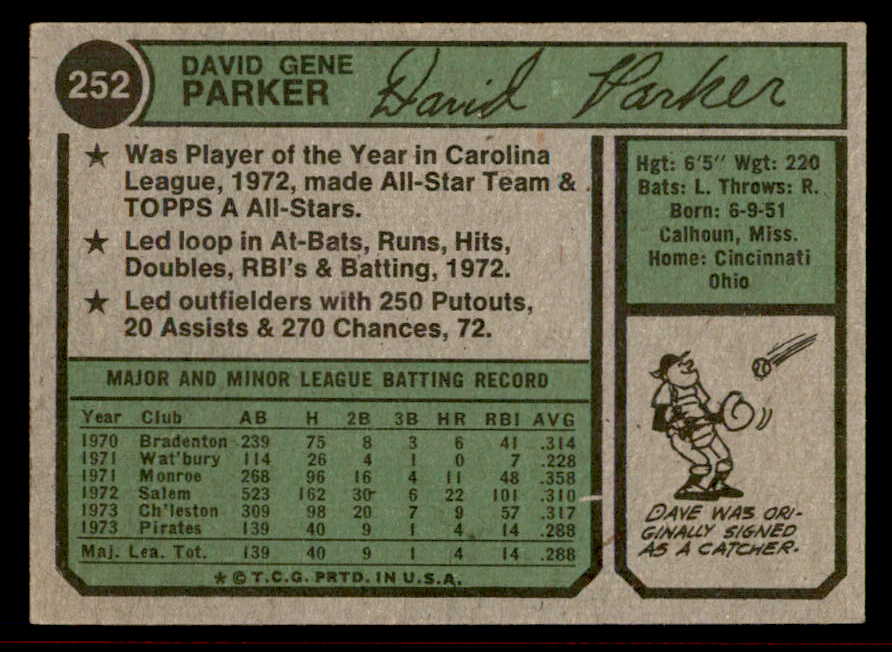 252
DAVID GENE
PARKER
David Parker
★ Was Player of the Year in Carolina
League, 1972, made All-Star Team &
TOPPS A All-Stars.
★ Led loop in At-Bats, Runs, Hits,
Doubles, RBI's & Batting, 1972.
★ Led outfielders with 250 Putouts,
20 Assists & 270 Chances, 72.
Hgt: 6'5" Wgt: 220
Bats: L. Throws: R.
Born: 6-9-51
Calhoun, Miss.
Home: Cincinnati
Ohio
MAJOR AND MINOR LEAGUE BATTING RECORD
Year Club AB H 2B 3B HR RBI AVG
1970 Bradenton 239 75 8 3 6 41 .314
1971 Wat'bury 114 26 4 1 0 7 .228
1971 Monroe 268 96 16 4 11 48 .358
1972 Salem 523 162 30 6 22 101 .310
1973 Ch'leston 309 98 20 7 9 57 .317
1973 Pirates 139 40 9 1 4 14 .288
Maj. Lea. Tot. 139 40 9 1 4 14 .288
★ © T.C.G. PRTD. IN U.S.A.
DAVE WAS ORI-
GINALLY SIGNED
AS A CATCHER.